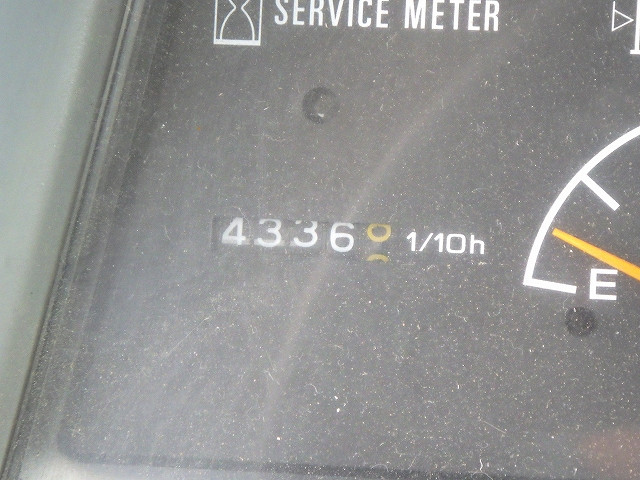 SERVICE METER
4336 1/10h
E